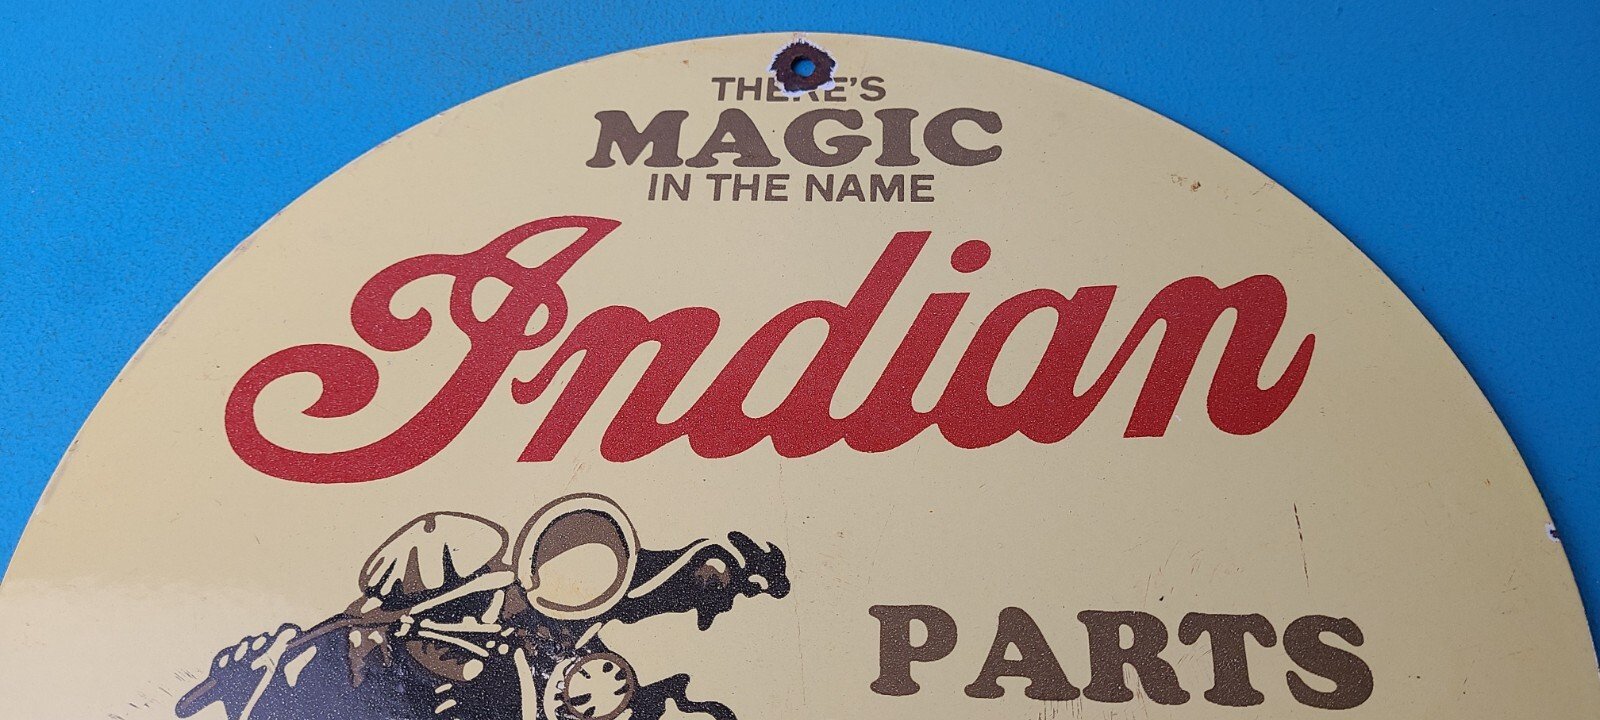 THERE'S
MAGIC
IN THE NAME
Indian
PARTS